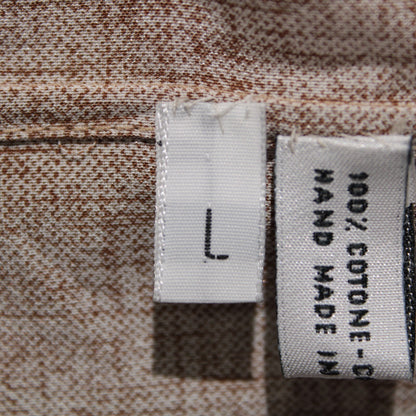 L
100% COTONE-C
HAND MADE IN